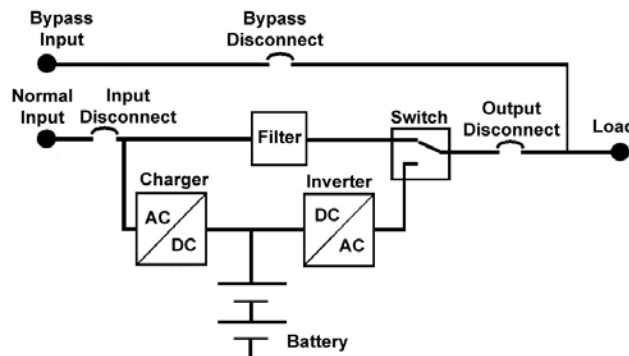 Bypass
Input
Bypass
Disconnect
Normal
Input
Input
Disconnect
Filter
Switch
Output
Disconnect
Load
Charger
AC
DC
Inverter
DC
AC
Battery